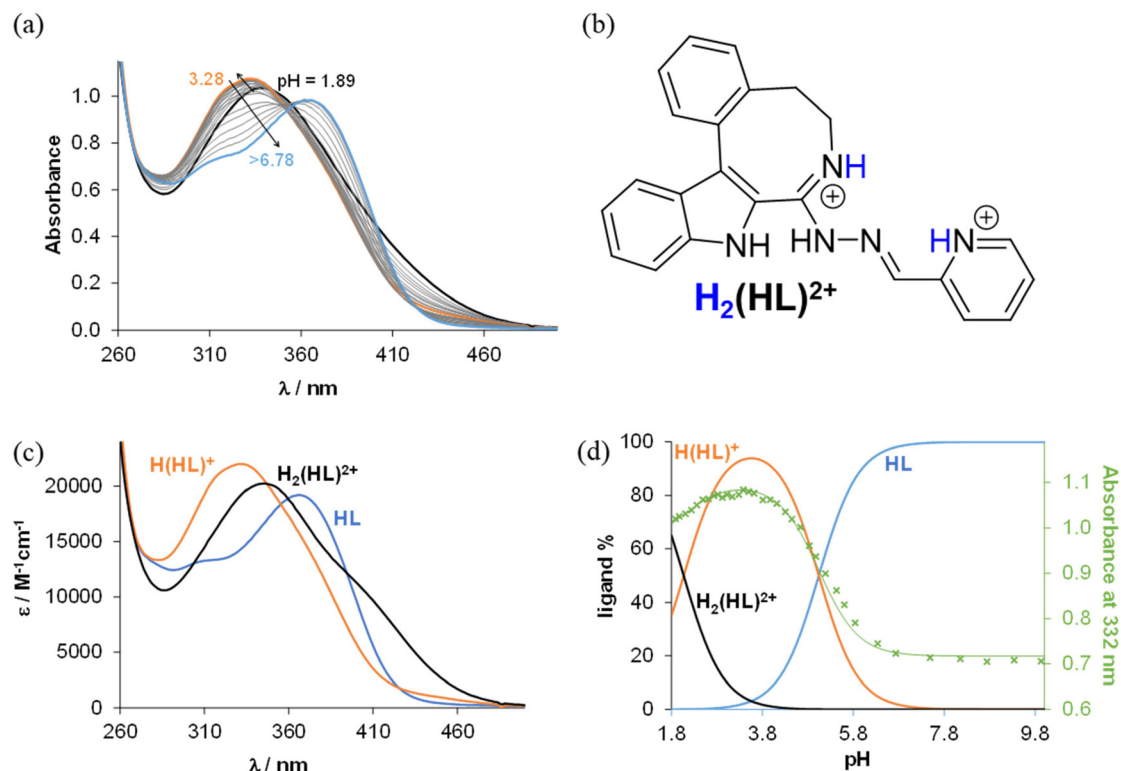 (a)
3.28
pH = 1.89
>6.78
Absorbance
1.0
0.8
0.6
0.4
0.2
0.0
260
310
360
410
460
λ / nm
(b)
NH
⊕
NH
HN
N
HN
⊕
H₂(HL)²⁺
(c)
H(HL)⁺
H₂(HL)²⁺
HL
ε / M⁻¹cm⁻¹
20000
15000
10000
5000
0
260
310
360
410
460
λ / nm
(d)
H(HL)⁺
HL
H₂(HL)²⁺
ligand %
100
80
60
40
20
0
1.8
3.8
5.8
7.8
9.8
pH
Absorbance at 332 nm
1.1
1.0
0.9
0.8
0.7
0.6